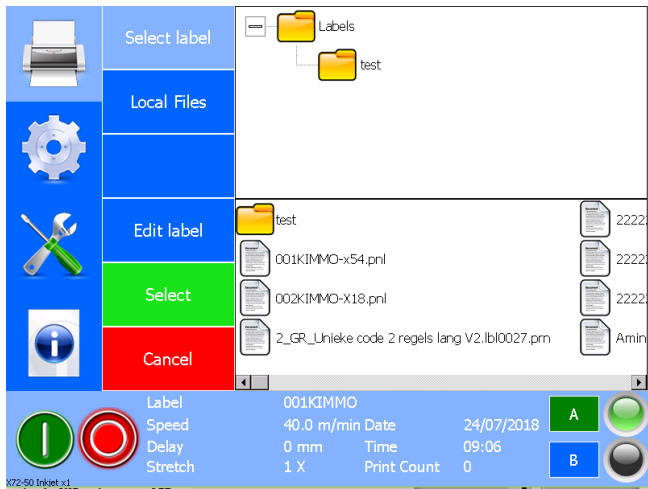 Select label
Local Files
Edit label
Select
Cancel
Labels
test
test
001KIMMO-x54.pnl
002KIMMO-X18.pnl
2_GR_Unieke code 2 regels lang V2.lbl0027.prn
2222
2222
2222
Amin
Label 001KIMMO
Speed 40.0 m/min Date 24/07/2018
Delay 0 mm Time 09:06
Stretch 1 X Print Count 0
A
B
X72-50 Inkjet x1